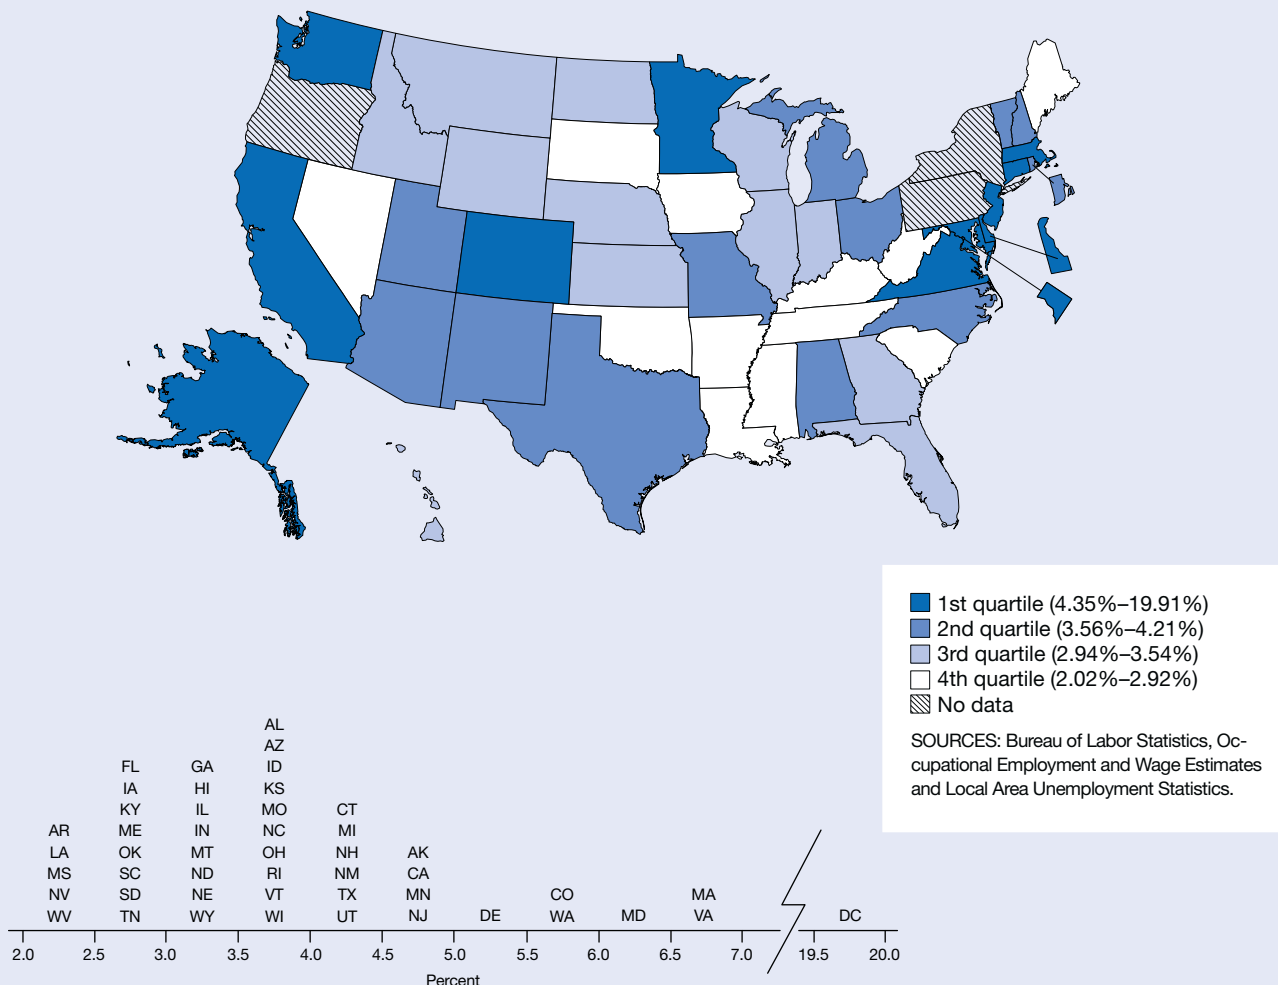 1st quartile (4.35%–19.91%)
2nd quartile (3.56%–4.21%)
3rd quartile (2.94%–3.54%)
4th quartile (2.02%–2.92%)
No data
SOURCES: Bureau of Labor Statistics, Oc-
cupational Employment and Wage Estimates
and Local Area Unemployment Statistics.
AL
AZ
FL GA ID
IA HI KS
KY IL MO CT
AR ME IN NC MI
LA OK MT OH NH AK
MS SC ND RI NM CA
NV SD NE VT TX MN CO MA
WV TN WY WI UT NJ DE WA MD VA DC
2.0 2.5 3.0 3.5 4.0 4.5 5.0 5.5 6.0 6.5 7.0 19.5 20.0
Percent